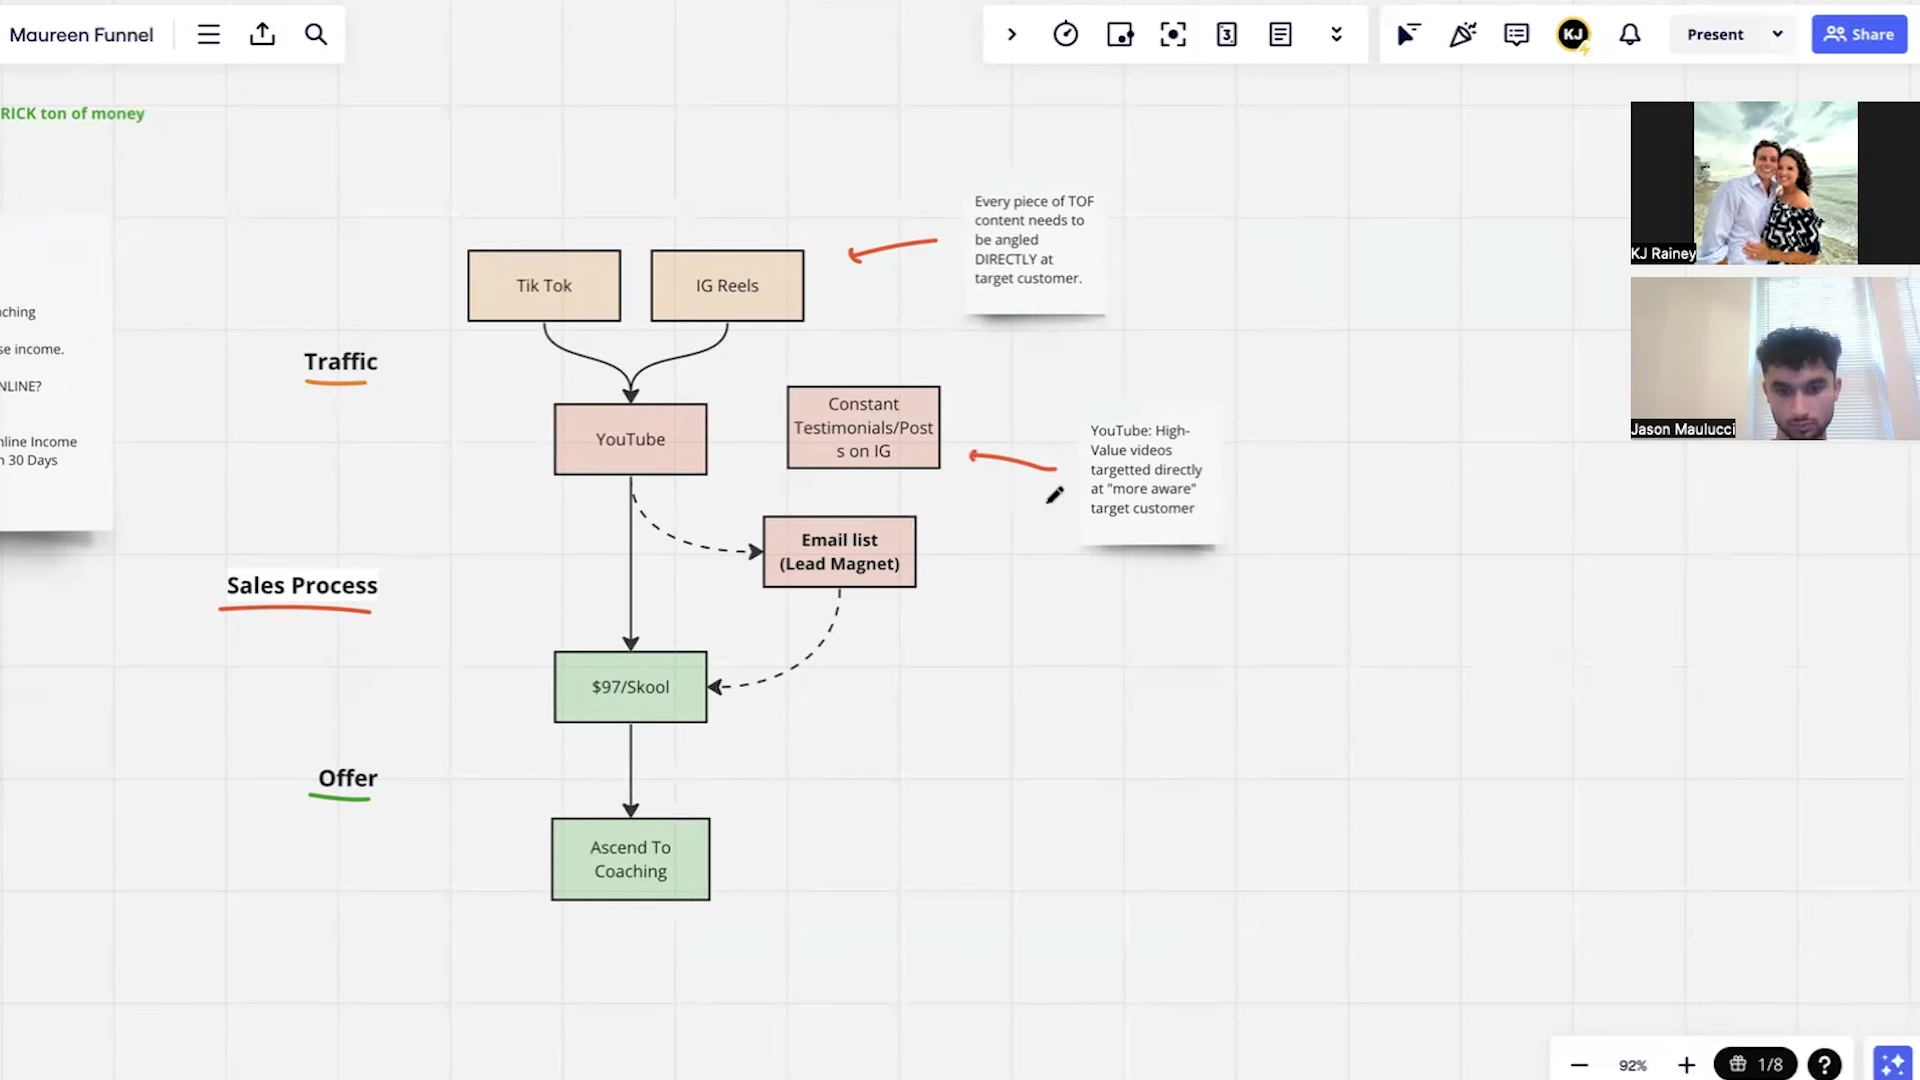 Maureen Funnel
3
KJ
Present
Share
RICK ton of money
Every piece of TOF
content needs to
be angled
DIRECTLY at
target customer.
KJ Rainey
Tik Tok
IG Reels
ching
se income.
NLINE?
nline Income
n 30 Days
Traffic
YouTube
Constant
Testimonials/Post
s on IG
YouTube: High-
Value videos
targetted directly
at "more aware"
target customer
Jason Maulucci
Email list
(Lead Magnet)
Sales Process
$97/Skool
Offer
Ascend To
Coaching
92%
1/8
?